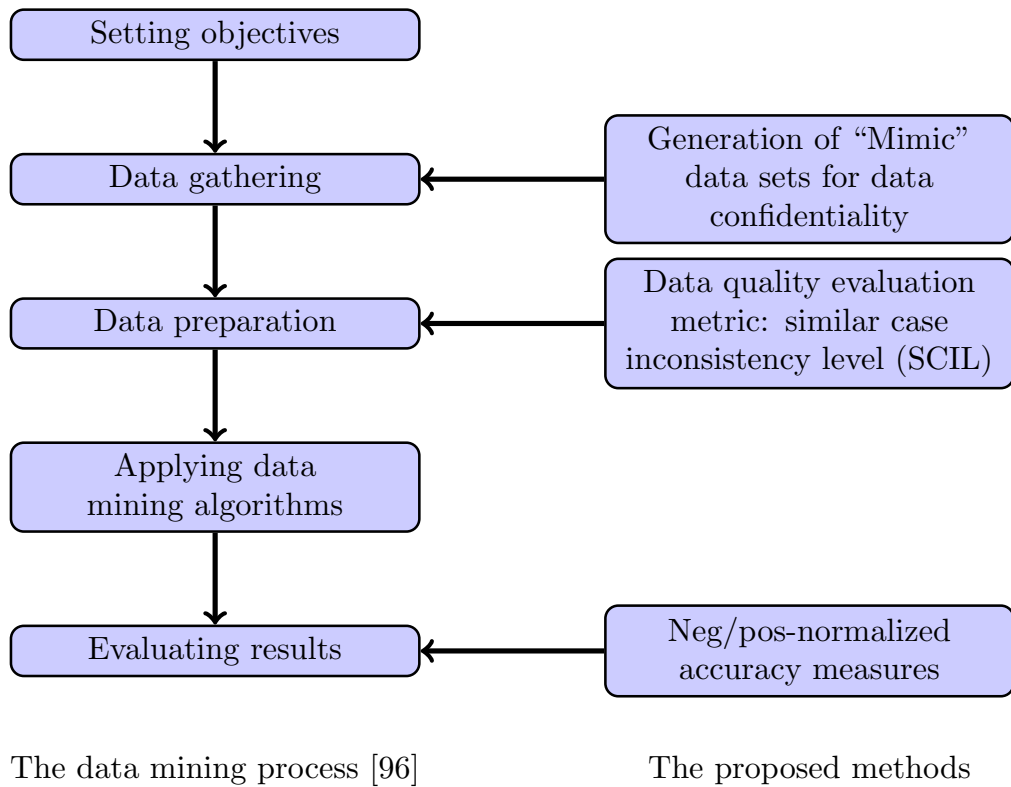 Setting objectives
Data gathering
Generation of “Mimic”
data sets for data
confidentiality
Data preparation
Data quality evaluation
metric: similar case
inconsistency level (SCIL)
Applying data
mining algorithms
Evaluating results
Neg/pos-normalized
accuracy measures
The data mining process [96]
The proposed methods